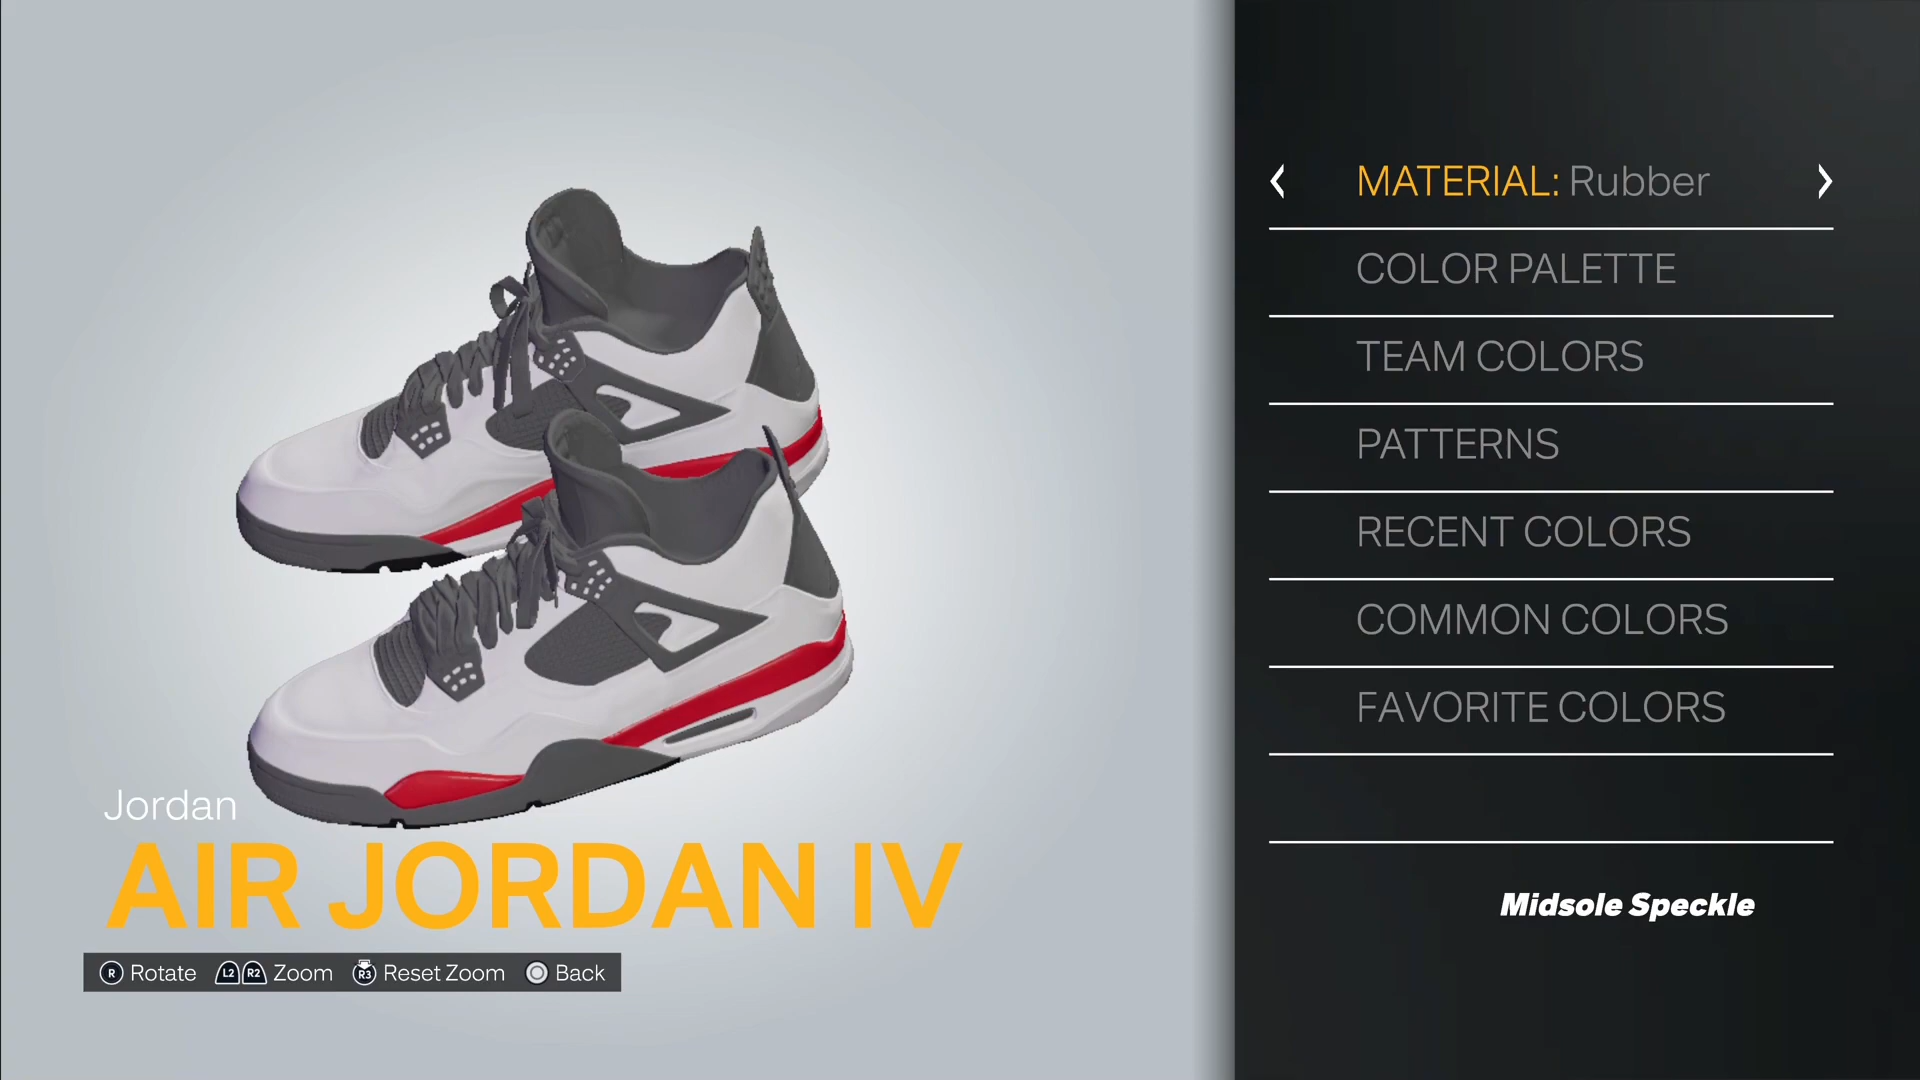 MATERIAL: Rubber
COLOR PALETTE
TEAM COLORS
PATTERNS
RECENT COLORS
COMMON COLORS
FAVORITE COLORS
Midsole Speckle
Jordan
AIR JORDAN IV
R Rotate L2 R2 Zoom R3 Reset Zoom Back